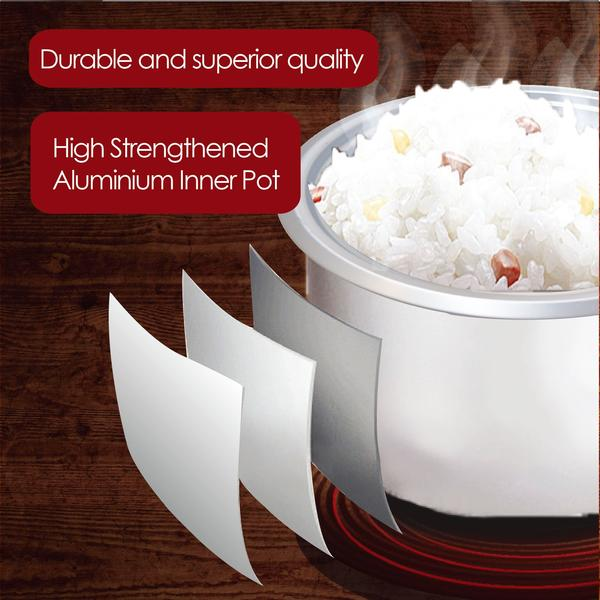 Durable and superior quality
High Strengthened
Aluminium Inner Pot